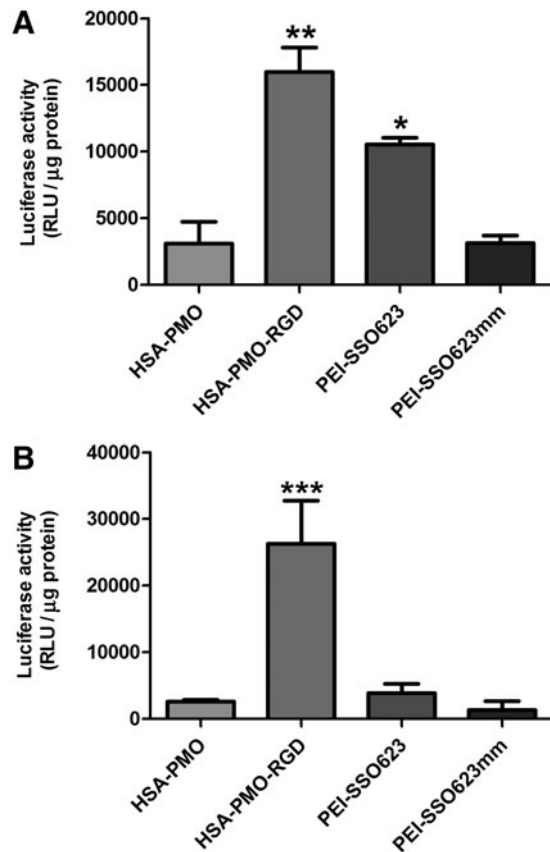 A
Luciferase activity
(RLU / µg protein)
20000
15000
10000
5000
0
**
*
HSA-PMO
HSA-PMO-RGD
PEI-SSO623
PEI-SSO623mm
B
Luciferase activity
(RLU / µg protein)
40000
30000
20000
10000
0
***
HSA-PMO
HSA-PMO-RGD
PEI-SSO623
PEI-SSO623mm